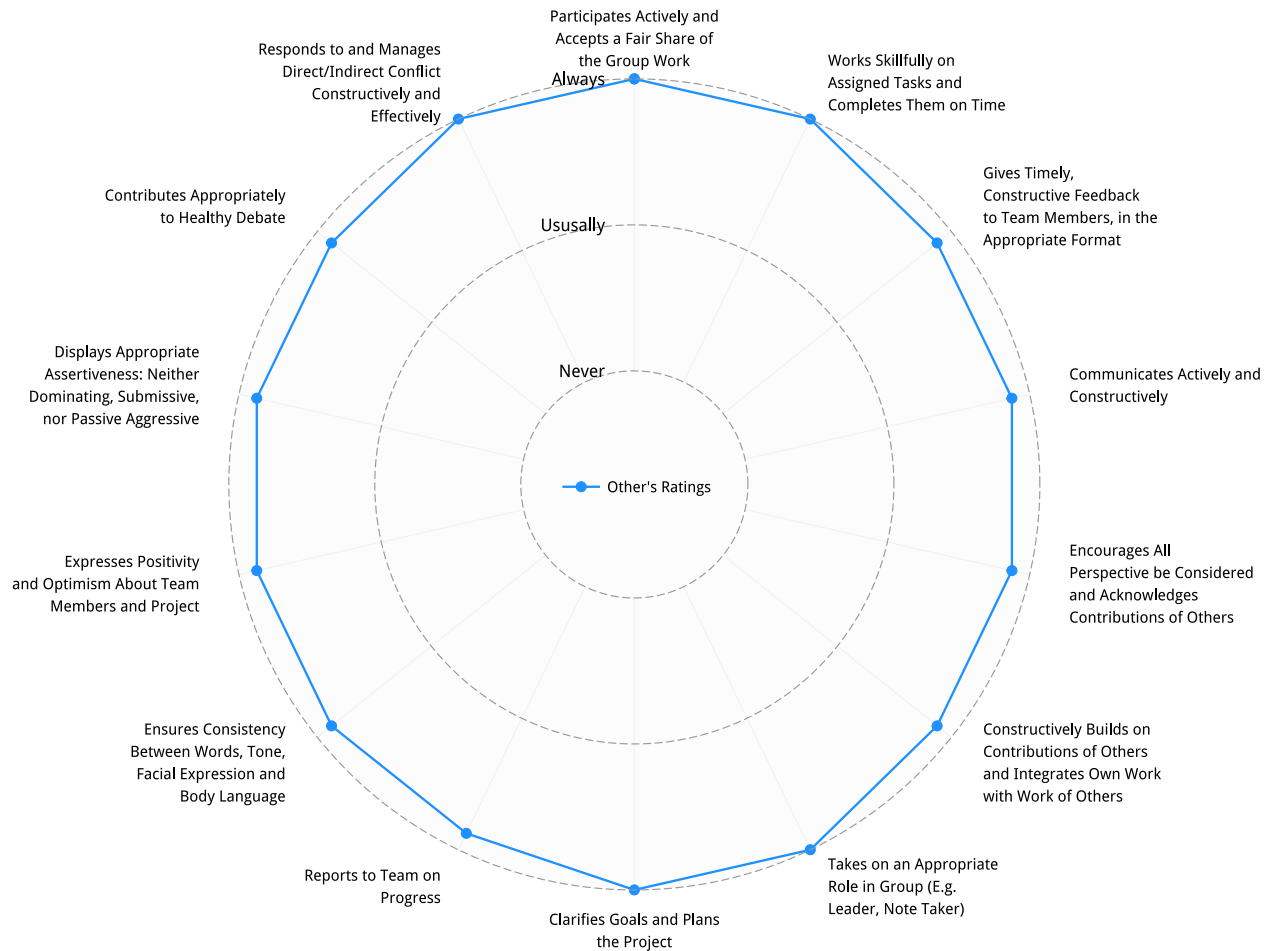 Participates Actively and
Accepts a Fair Share of
the Group Work
Works Skillfully on
Assigned Tasks and
Completes Them on Time
Gives Timely,
Constructive Feedback
to Team Members, in the
Appropriate Format
Communicates Actively and
Constructively
Encourages All
Perspective be Considered
and Acknowledges
Contributions of Others
Constructively Builds on
Contributions of Others
and Integrates Own Work
with Work of Others
Takes on an Appropriate
Role in Group (E.g.
Leader, Note Taker)
Clarifies Goals and Plans
the Project
Reports to Team on
Progress
Ensures Consistency
Between Words, Tone,
Facial Expression and
Body Language
Expresses Positivity
and Optimism About Team
Members and Project
Displays Appropriate
Assertiveness: Neither
Dominating, Submissive,
nor Passive Aggressive
Contributes Appropriately
to Healthy Debate
Responds to and Manages
Direct/Indirect Conflict
Constructively and
Effectively
Always
Ususally
Never
Other's Ratings